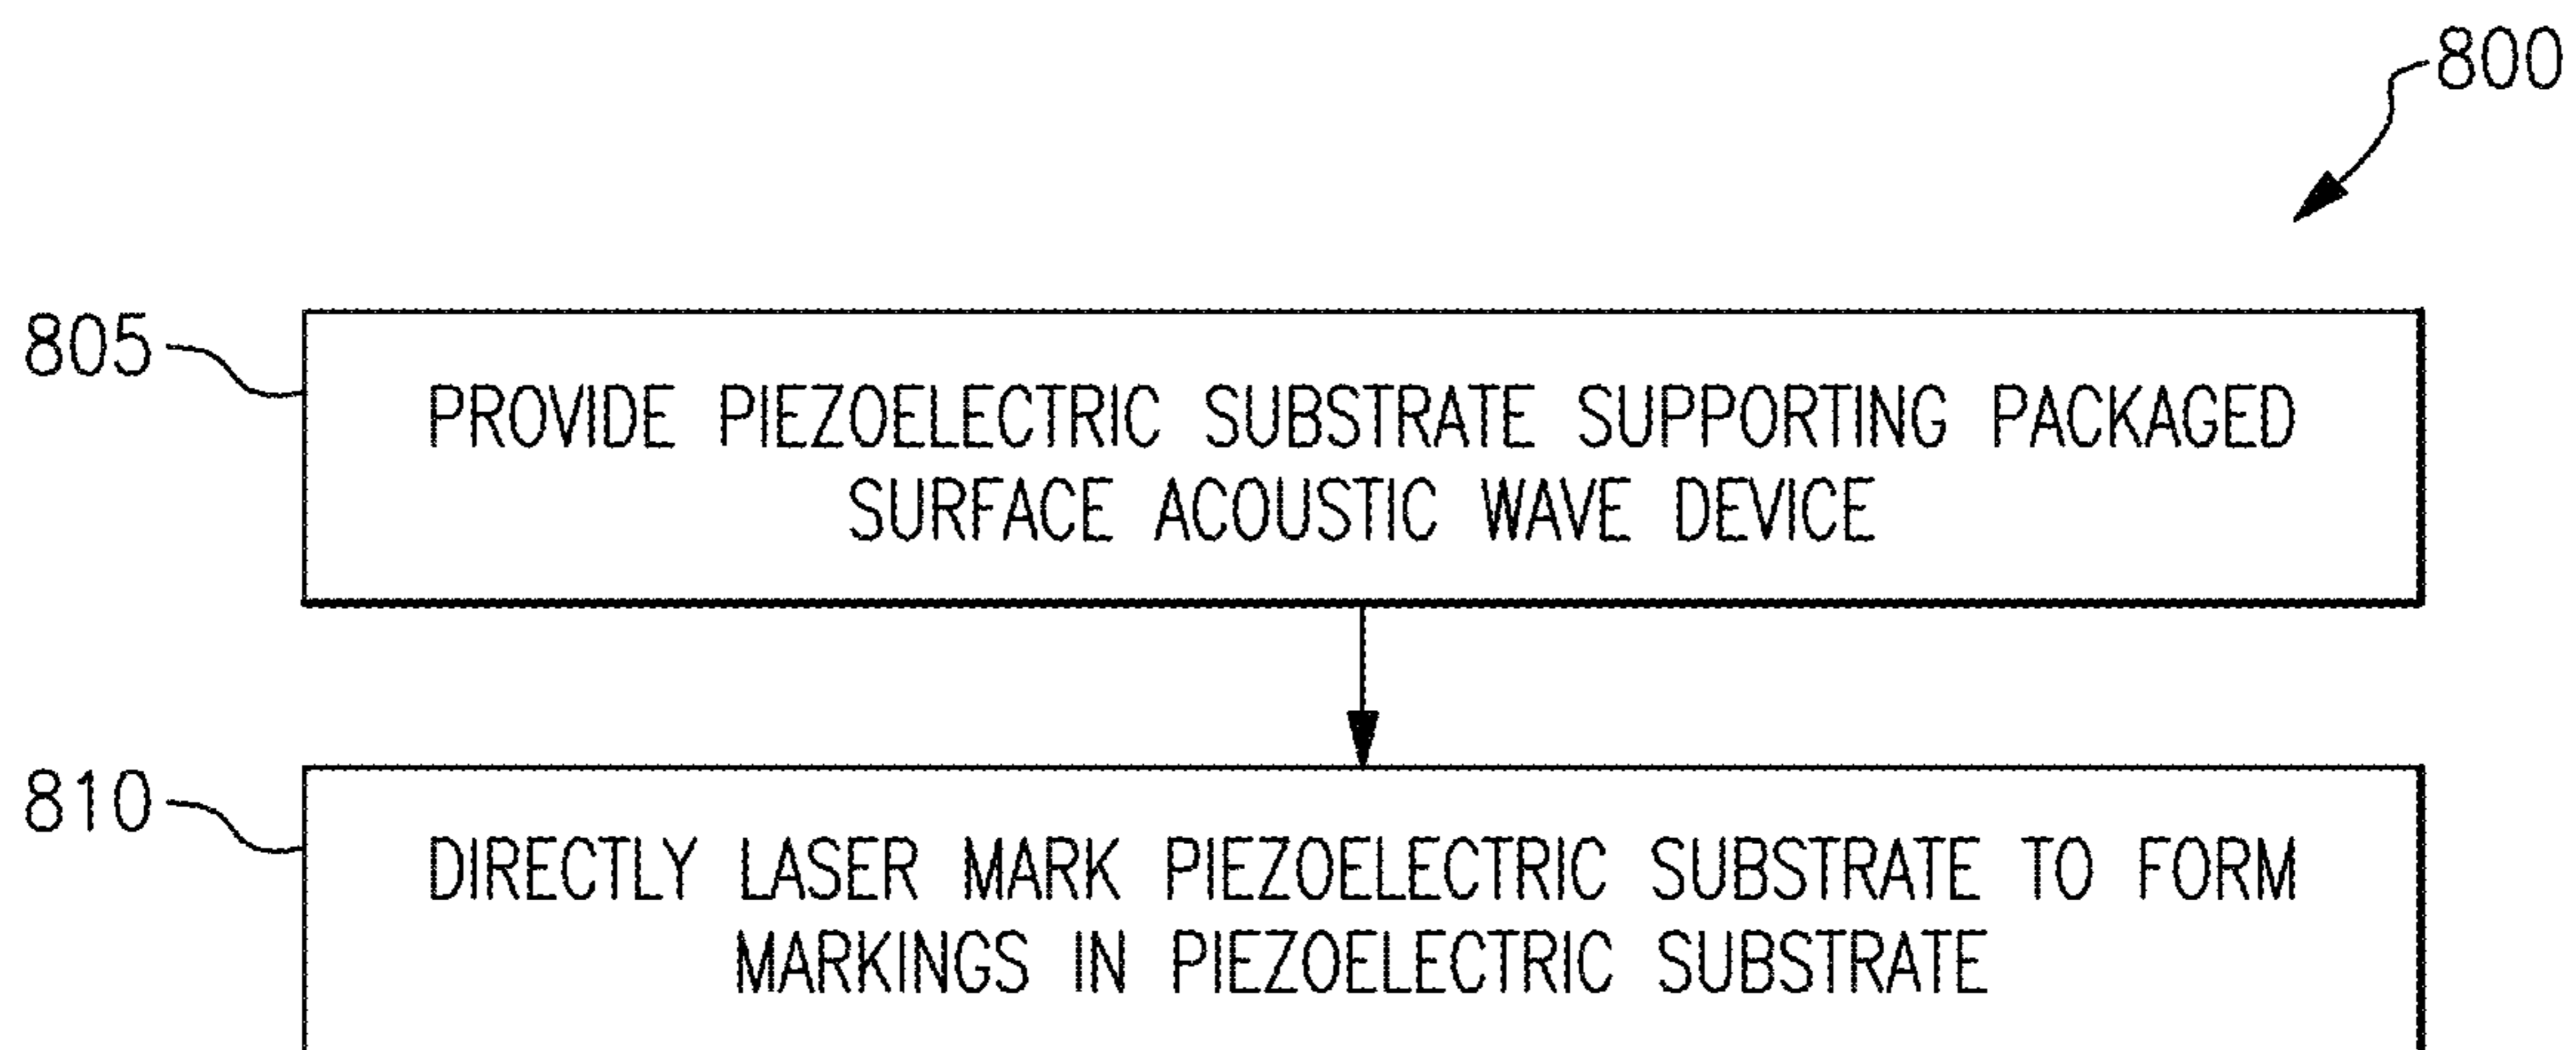 800
805
PROVIDE PIEZOELECTRIC SUBSTRATE SUPPORTING PACKAGED
SURFACE ACOUSTIC WAVE DEVICE
810
DIRECTLY LASER MARK PIEZOELECTRIC SUBSTRATE TO FORM
MARKINGS IN PIEZOELECTRIC SUBSTRATE